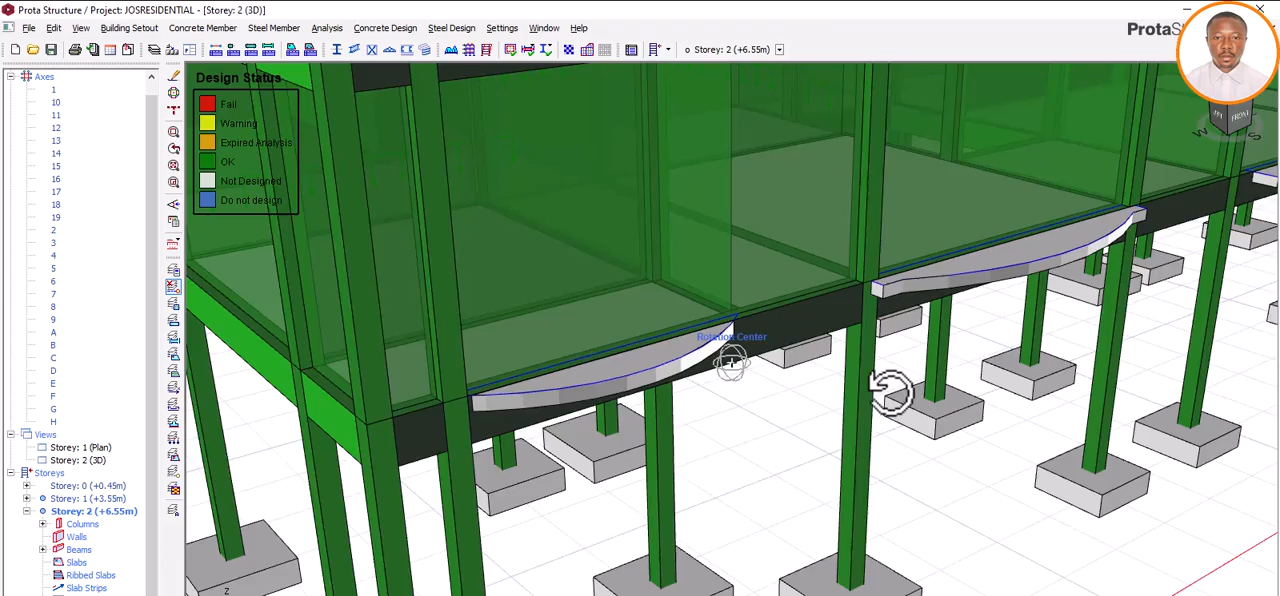 Prota Structure / Project: JOSRESIDENTIAL - [Storey: 2 (3D)]
File Edit View Building Setout Concrete Member Steel Member Analysis Concrete Design Steel Design Settings Window Help
o Storey: 2 (+6.55m)
Axes
1
10
11
12
13
14
15
16
17
18
19
2
3
4
5
6
7
8
9
A
B
C
D
E
F
G
H
Views
Storey: 1 (Plan)
Storey: 2 (3D)
Storeys
Storey: 0 (+0.45m)
Storey: 1 (+3.55m)
Storey: 2 (+6.55m)
Columns
Walls
Beams
Slabs
Ribbed Slabs
Slab Strips
Design Status
Fail
Warning
Expired Analysis
OK
Not Designed
Do not design
Rotation Center
FRONT
W
S
Z